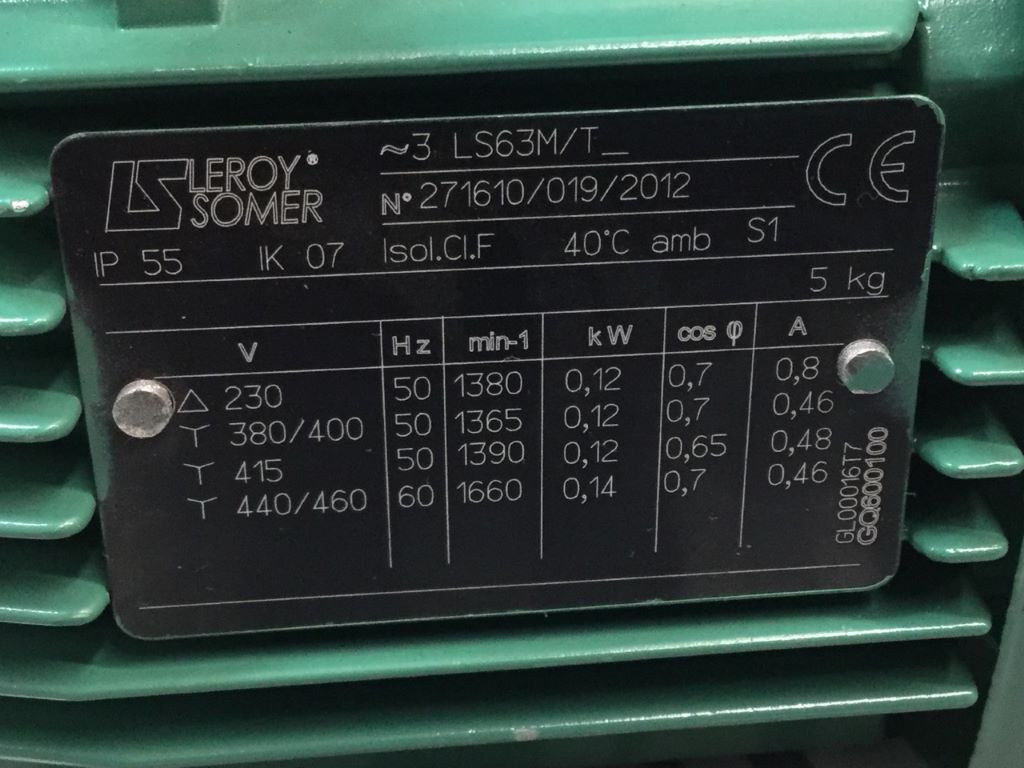 LS LEROY® SOMER
~3 LS63M/T_
N° 271610/019/2012
CE
IP 55 IK 07 Isol.Cl.F 40°C amb S1
5 kg
V Hz min-1 kW cos φ A
△ 230 50 1380 0,12 0,7 0,8
Y 380/400 50 1365 0,12 0,7 0,46
Y 415 50 1390 0,12 0,65 0,48
Y 440/460 60 1660 0,14 0,7 0,46
GL00016T7
GQ600100